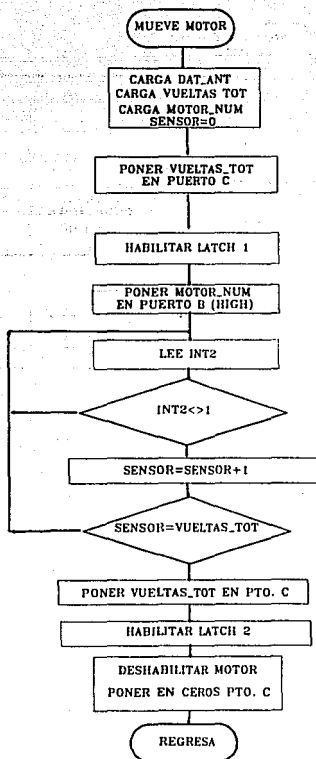 MUEVE MOTOR
CARGA DAT_ANT
CARGA VUELTAS TOT
CARGA MOTOR_NUM
SENSOR=0
PONER VUELTAS_TOT
EN PUERTO C
HABILITAR LATCH 1
PONER MOTOR_NUM
EN PUERTO B (HIGH)
LEE INT2
INT2<>1
SENSOR=SENSOR+1
SENSOR=VUELTAS_TOT
PONER VUELTAS_TOT EN PTO. C
HABILITAR LATCH 2
DESHABILITAR MOTOR
PONER EN CEROS PTO. C
REGRESA